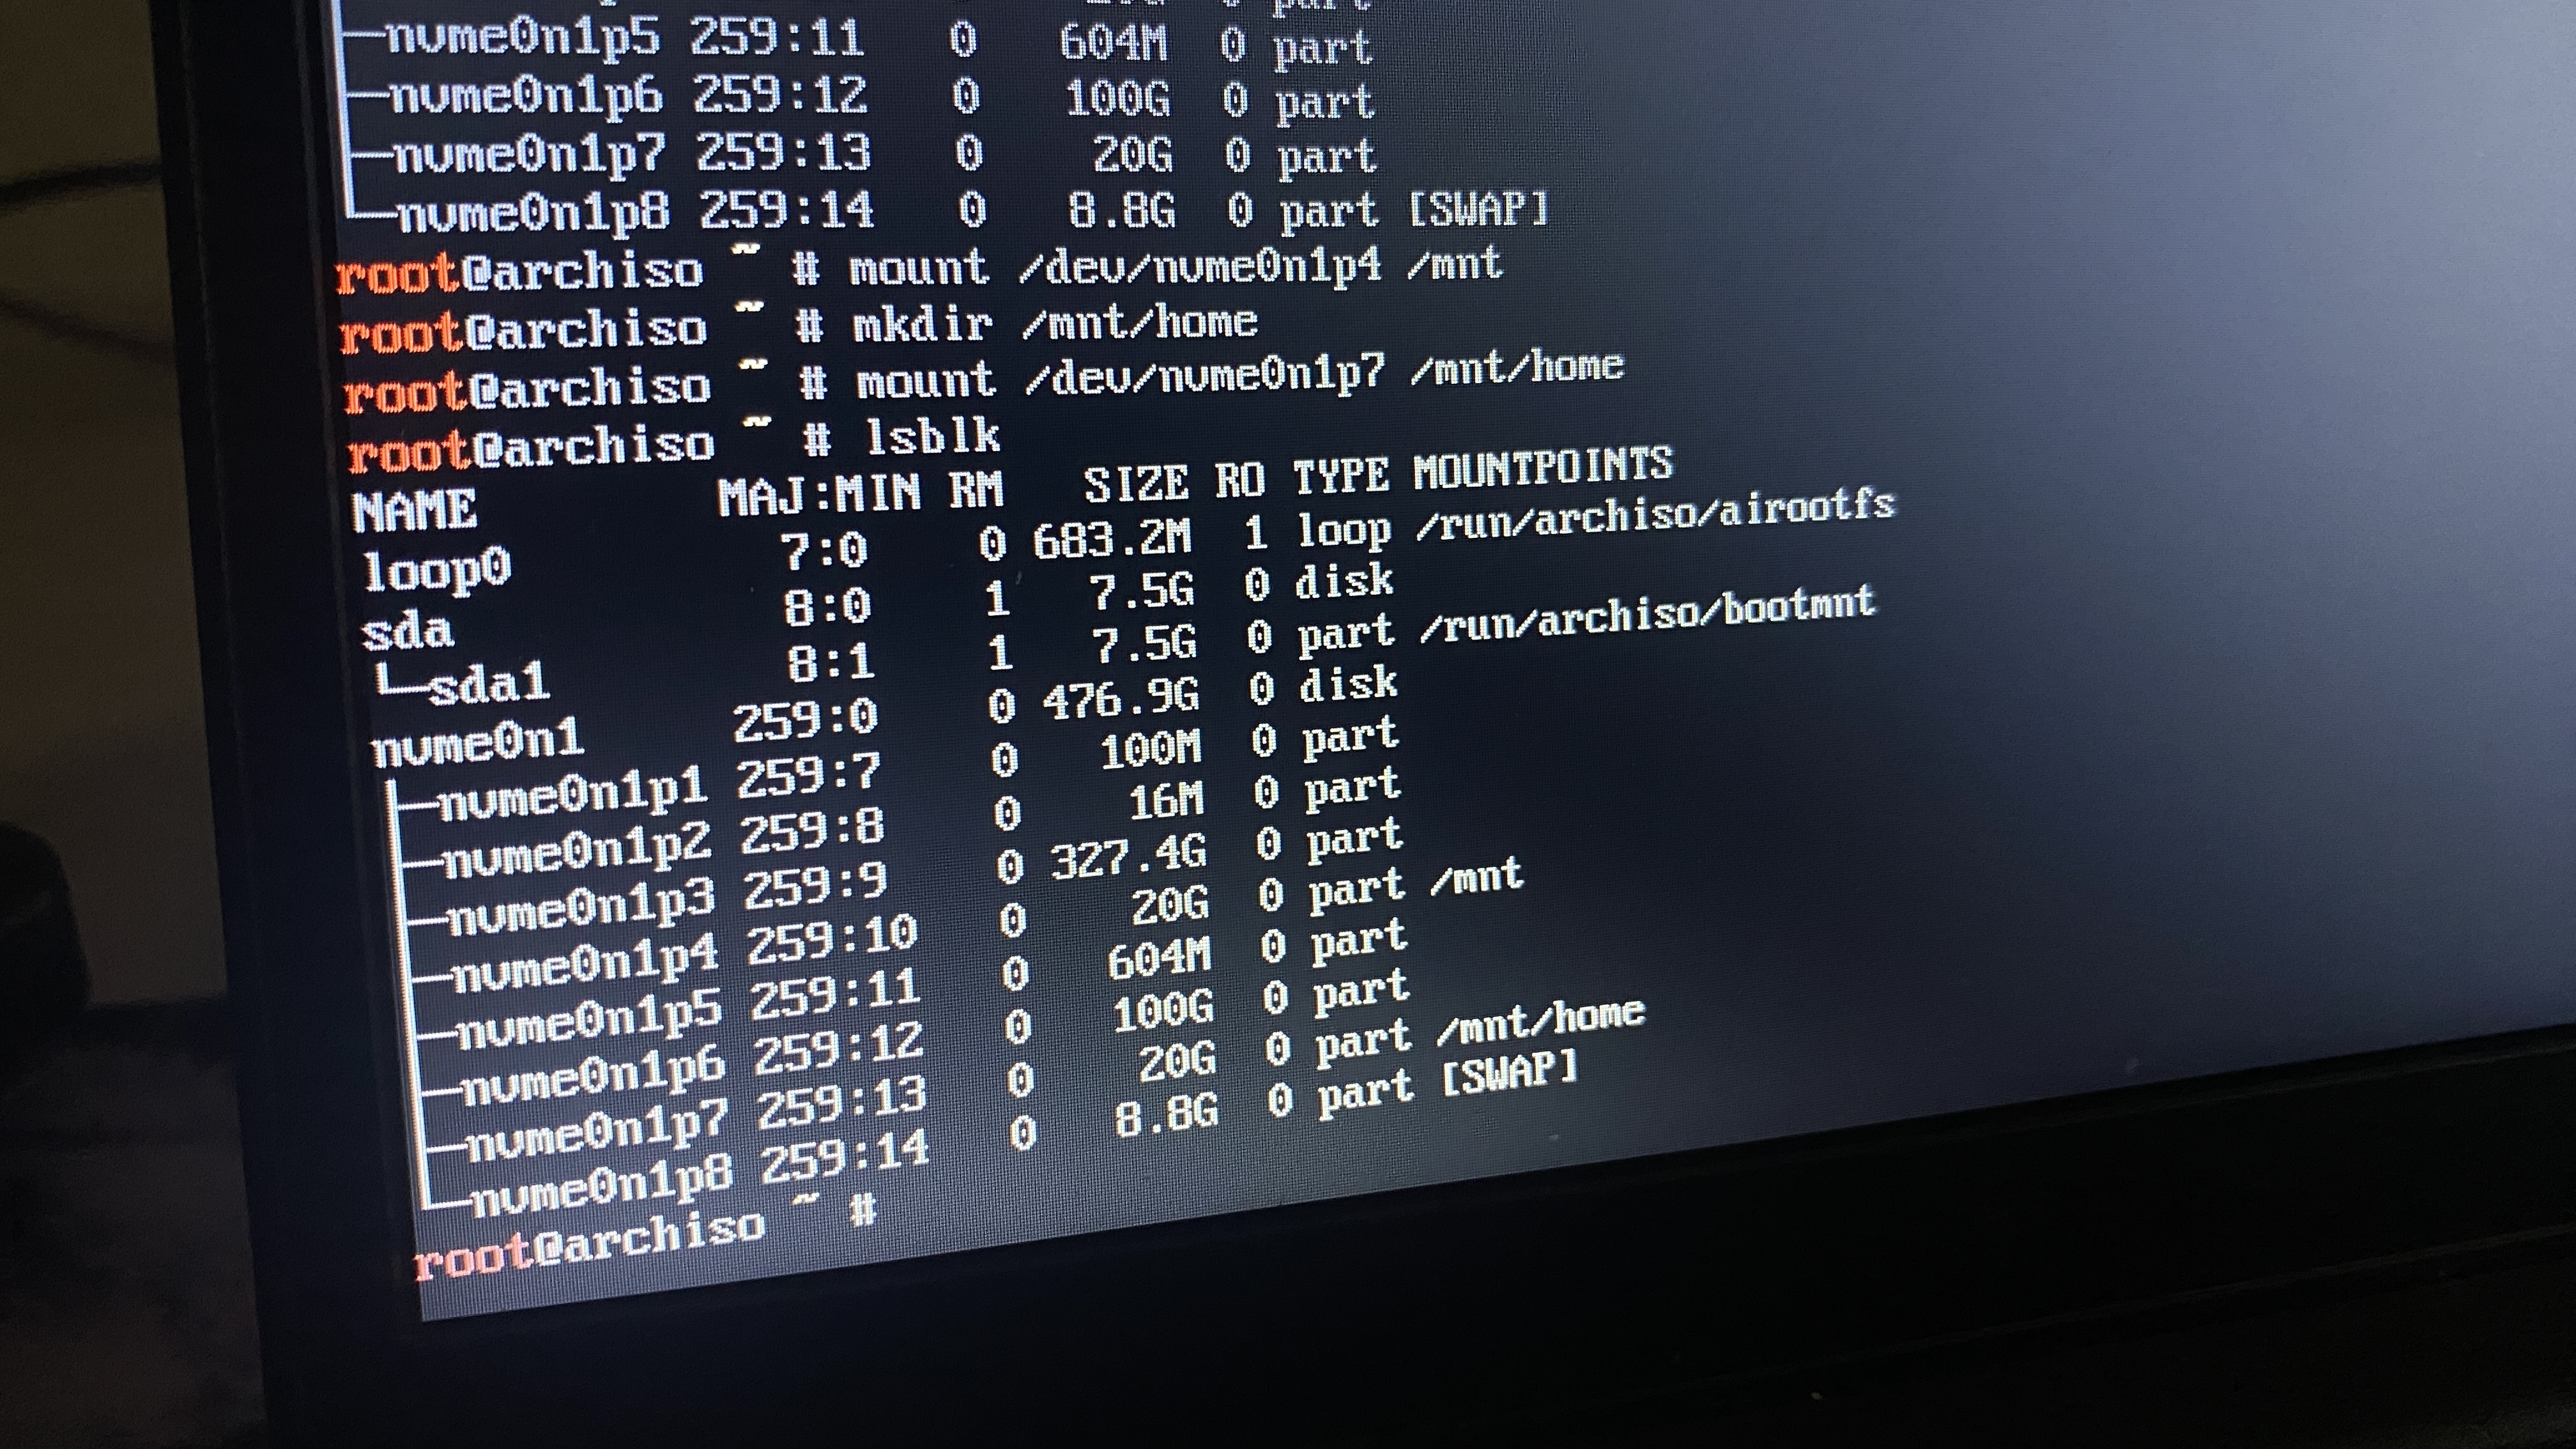 part
├─nvme0n1p5 259:11 0 604M 0 part
├─nvme0n1p6 259:12 0 100G 0 part
├─nvme0n1p7 259:13 0 20G 0 part
└─nvme0n1p8 259:14 0 8.8G 0 part [SWAP]
root@archiso ~ # mount /dev/nvme0n1p4 /mnt
root@archiso ~ # mkdir /mnt/home
root@archiso ~ # mount /dev/nvme0n1p7 /mnt/home
root@archiso ~ # lsblk
NAME MAJ:MIN RM SIZE RO TYPE MOUNTPOINTS
loop0 7:0 0 683.2M 1 loop /run/archiso/airootfs
sda 8:0 1 7.5G 0 disk
└─sda1 8:1 1 7.5G 0 part /run/archiso/bootmnt
nvme0n1 259:0 0 476.9G 0 disk
├─nvme0n1p1 259:7 0 100M 0 part
├─nvme0n1p2 259:8 0 16M 0 part
├─nvme0n1p3 259:9 0 327.4G 0 part
├─nvme0n1p4 259:10 0 20G 0 part /mnt
├─nvme0n1p5 259:11 0 604M 0 part
├─nvme0n1p6 259:12 0 100G 0 part
├─nvme0n1p7 259:13 0 20G 0 part /mnt/home
└─nvme0n1p8 259:14 0 8.8G 0 part [SWAP]
root@archiso ~ #